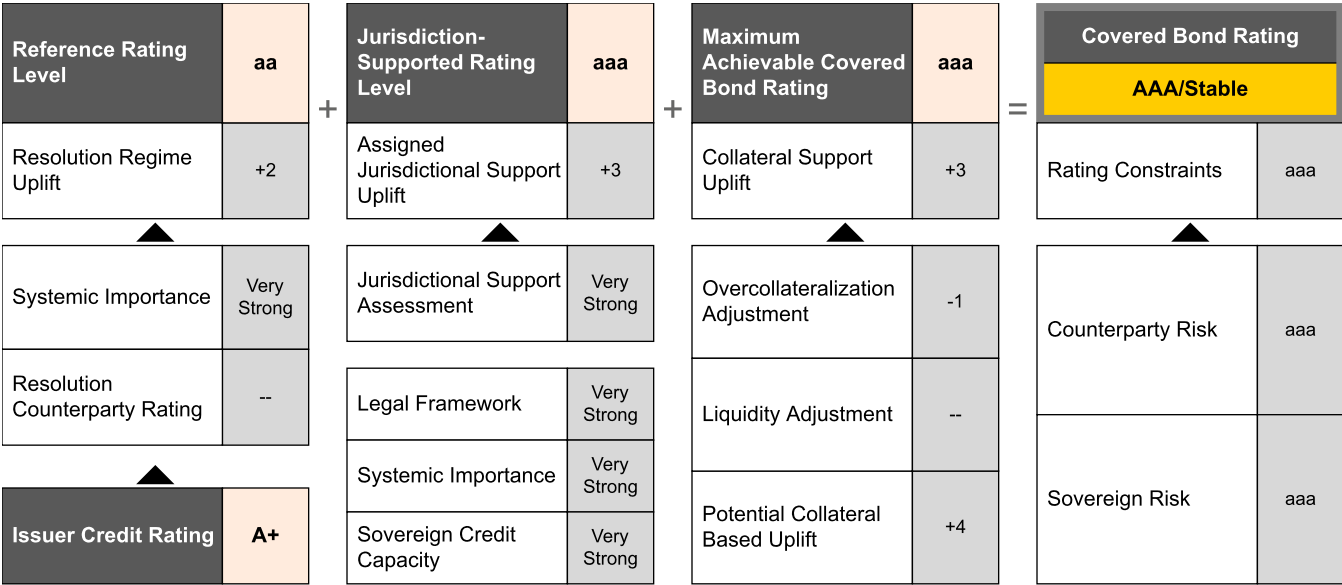 Reference Rating
Level
aa
Resolution Regime
Uplift
+2
Systemic Importance
Very
Strong
Resolution
Counterparty Rating
--
Issuer Credit Rating
A+
+
Jurisdiction-
Supported Rating
Level
aaa
Assigned
Jurisdictional Support
Uplift
+3
Jurisdictional Support
Assessment
Very
Strong
Legal Framework
Very
Strong
Systemic Importance
Very
Strong
Sovereign Credit
Capacity
Very
Strong
+
Maximum
Achievable Covered
Bond Rating
aaa
Collateral Support
Uplift
+3
Overcollateralization
Adjustment
-1
Liquidity Adjustment
--
Potential Collateral
Based Uplift
+4
=
Covered Bond Rating
AAA/Stable
Rating Constraints
aaa
Counterparty Risk
aaa
Sovereign Risk
aaa